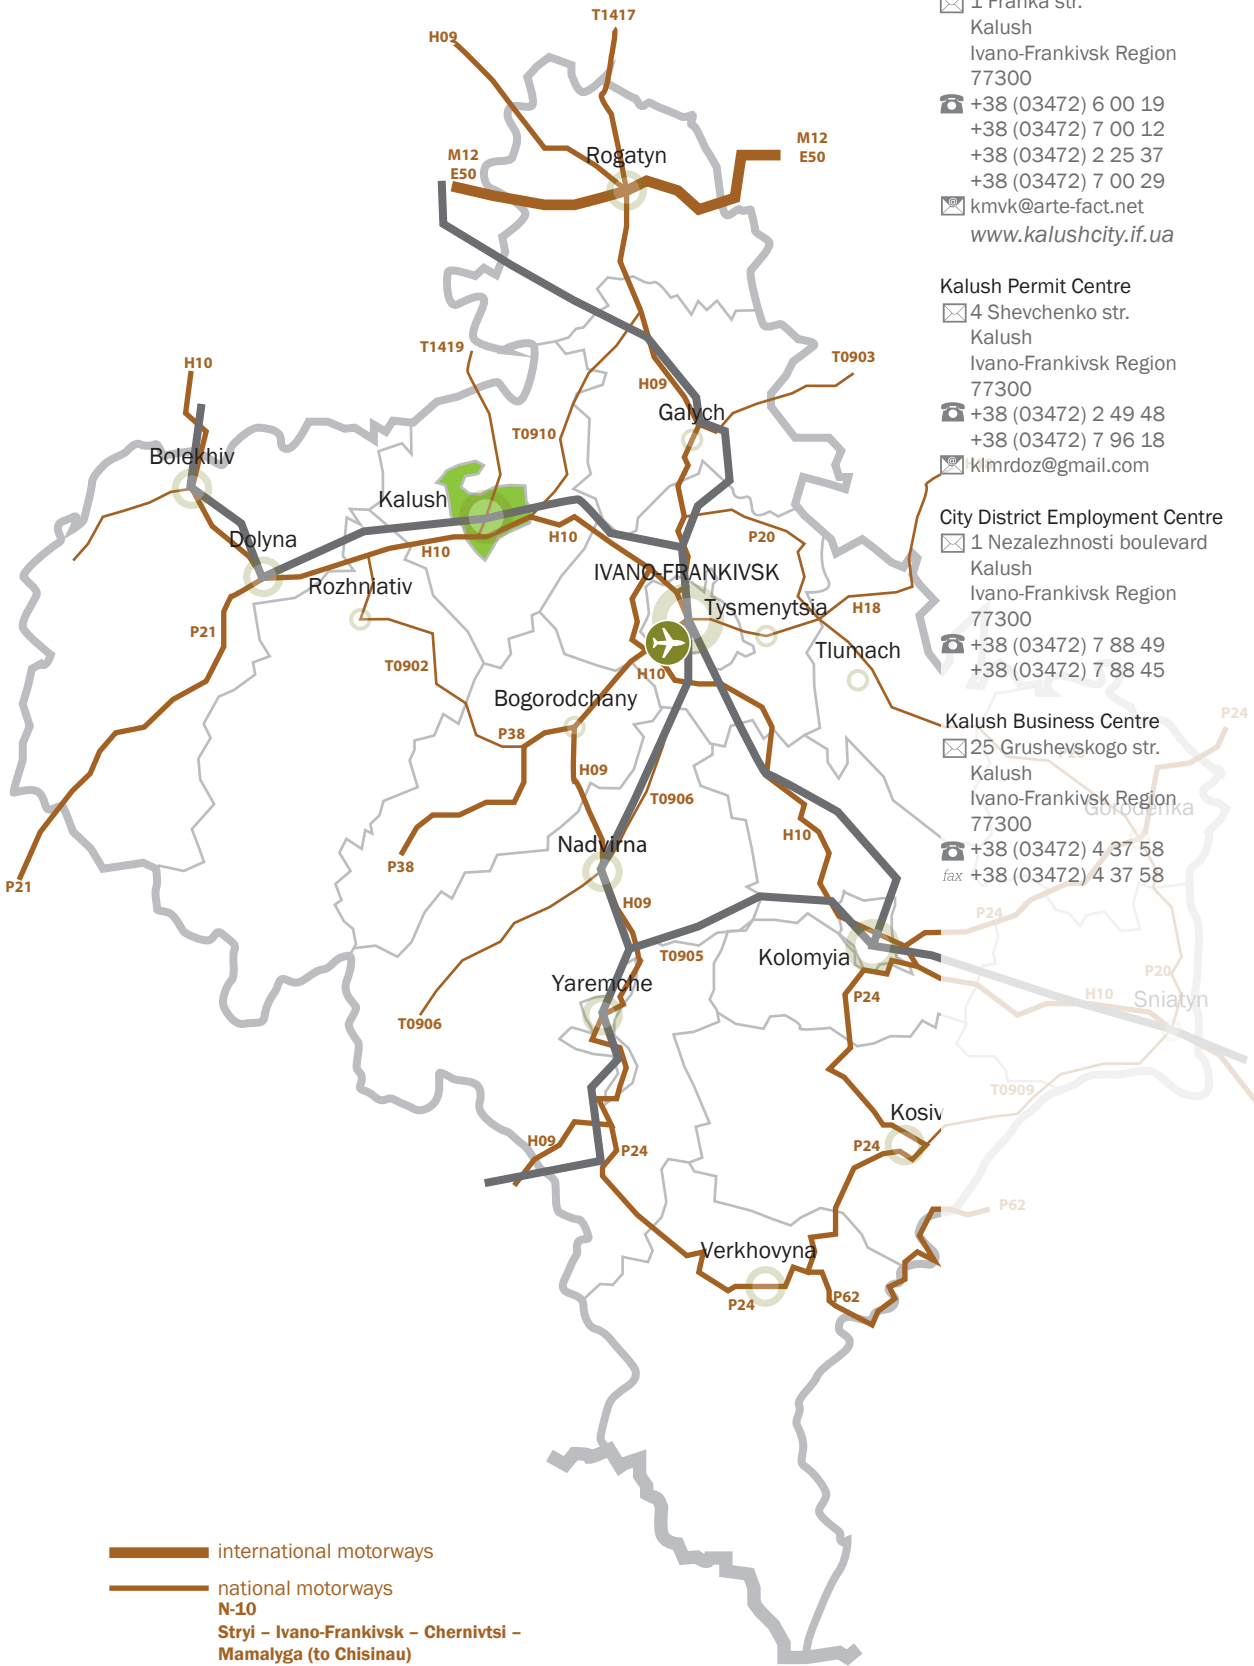 T1417
H09
M12
E50
Rogatyn
M12
E50
T1419
H10
H09
T0903
Galych
T0910
Bolekhiv
Kalush
H18
Dolyna
H10
H10
P20
IVANO-FRANKIVSK
Rozhniativ
Tysmenytsia
H18
P21
Tlumach
T0902
H10
Bogorodchany
P38
H09
P24
P20
T0906
Gorodenka
H10
Nadvirna
P38
P21
H09
P24
T0905
Kolomyia
P20
Yaremche
P24
H10
Sniatyn
T0906
T0909
Kosiv
H09
P24
P24
P62
Verkhovyna
P24
P62
1 Franka str.
Kalush
Ivano-Frankivsk Region
77300
+38 (03472) 6 00 19
+38 (03472) 7 00 12
+38 (03472) 2 25 37
+38 (03472) 7 00 29
kmvk@arte-fact.net
www.kalushcity.if.ua
Kalush Permit Centre
4 Shevchenko str.
Kalush
Ivano-Frankivsk Region
77300
+38 (03472) 2 49 48
+38 (03472) 7 96 18
klmrdoz@gmail.com
City District Employment Centre
1 Nezalezhnosti boulevard
Kalush
Ivano-Frankivsk Region
77300
+38 (03472) 7 88 49
+38 (03472) 7 88 45
Kalush Business Centre
25 Grushevskogo str.
Kalush
Ivano-Frankivsk Region
77300
+38 (03472) 4 37 58
fax +38 (03472) 4 37 58
international motorways
national motorways
N-10
Stryi – Ivano-Frankivsk – Chernivtsi –
Mamalyga (to Chisinau)